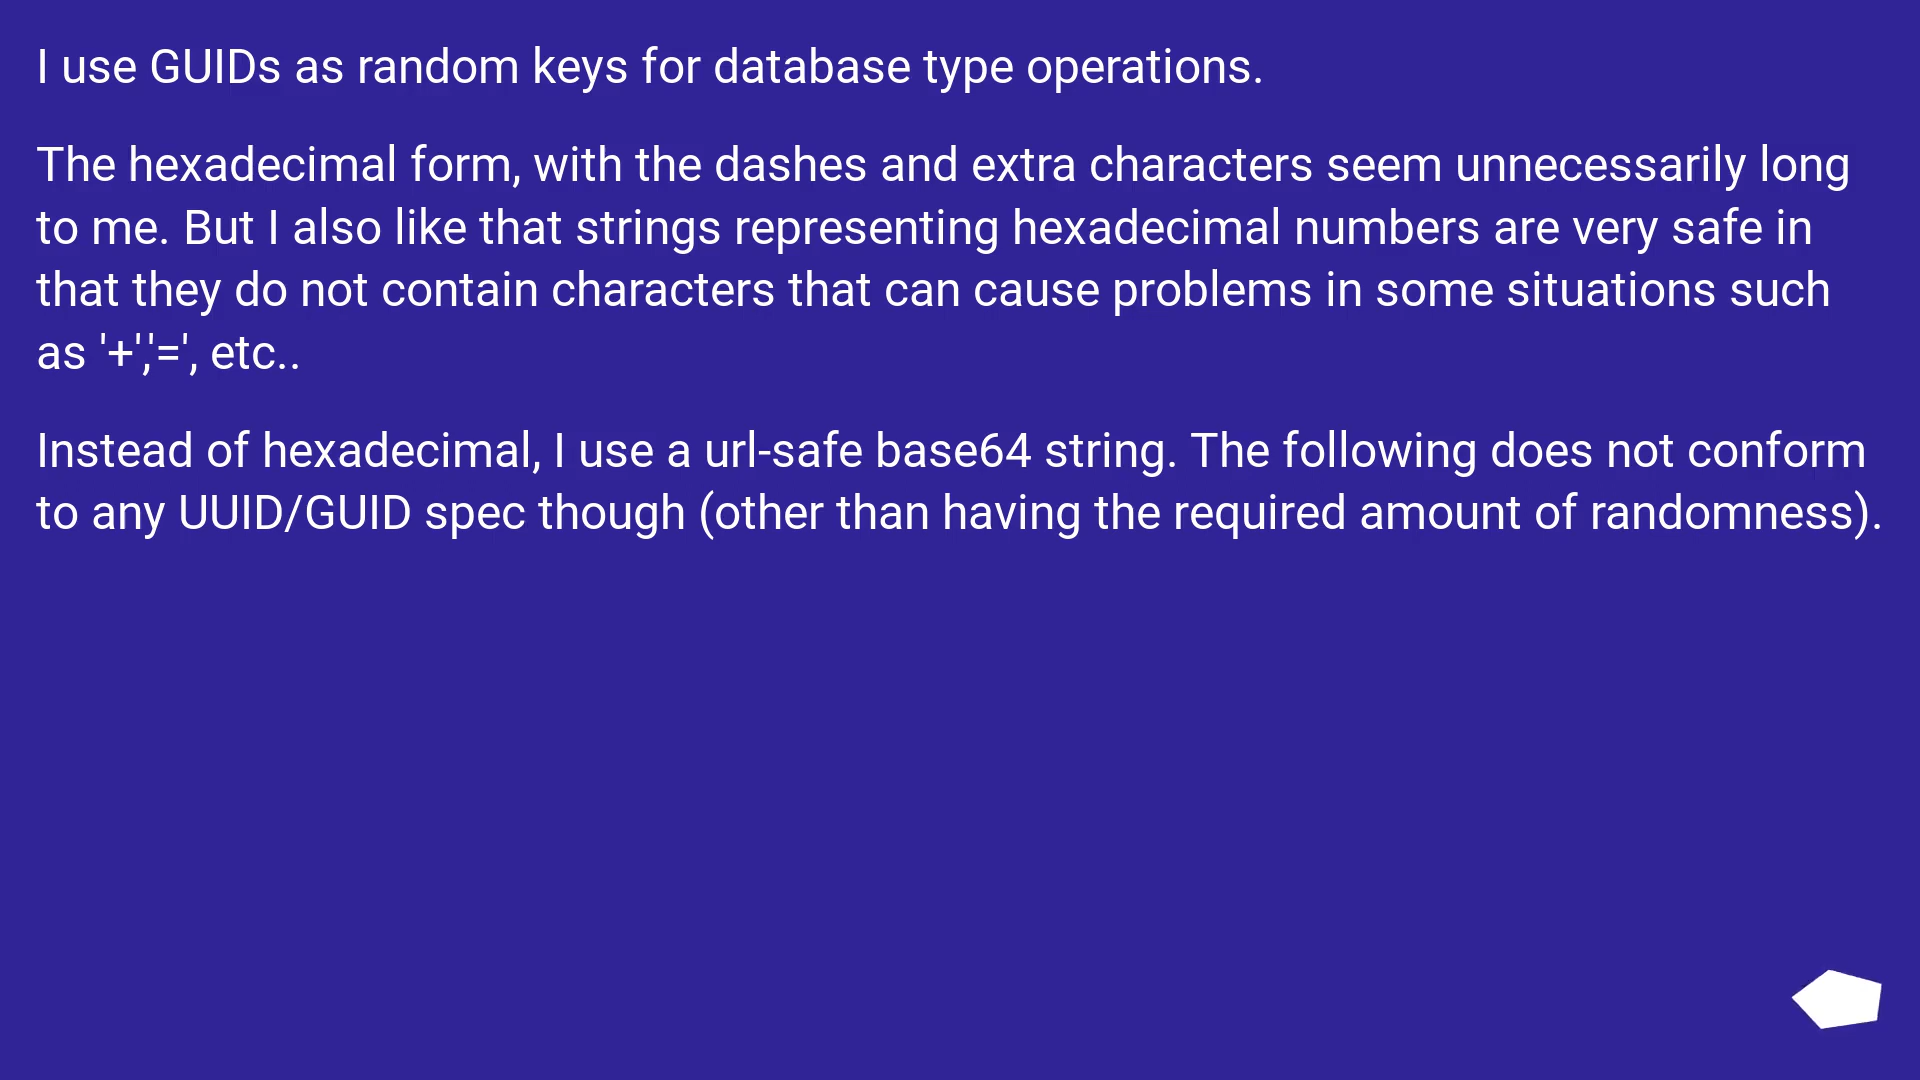 I use GUIDs as random keys for database type operations.
The hexadecimal form, with the dashes and extra characters seem unnecessarily long
to me. But I also like that strings representing hexadecimal numbers are very safe in
that they do not contain characters that can cause problems in some situations such
as '+','=', etc..
Instead of hexadecimal, I use a url-safe base64 string. The following does not conform
to any UUID/GUID spec though (other than having the required amount of randomness).